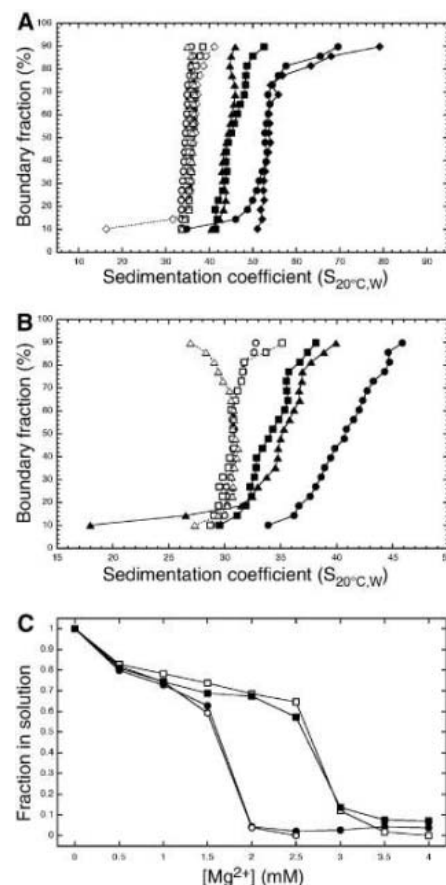 A
Boundary fraction (%)
100
90
80
70
60
50
40
30
20
10
0
10 20 30 40 50 60 70 80 90
Sedimentation coefficient (S20°C,W)
B
Boundary fraction (%)
100
90
80
70
60
50
40
30
20
10
0
15 20 25 30 35 40 45
Sedimentation coefficient (S20°C,W)
C
Fraction in solution
1
0.9
0.8
0.7
0.6
0.5
0.4
0.3
0.2
0.1
0
0 0.5 1 1.5 2 2.5 3 3.5 4
[Mg2+] (mM)